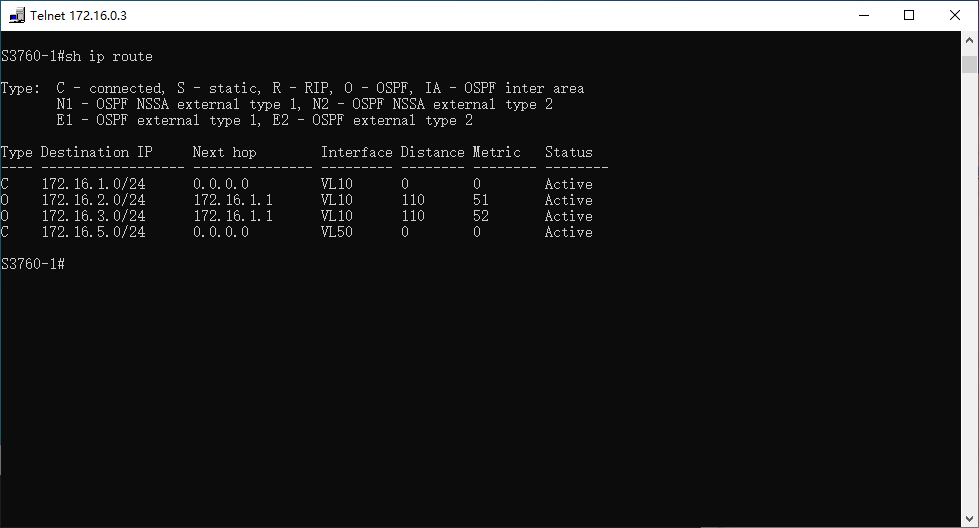 Telnet 172.16.0.3
S3760-1#sh ip route
Type:  C - connected, S - static, R - RIP, O - OSPF, IA - OSPF inter area
       N1 - OSPF NSSA external type 1, N2 - OSPF NSSA external type 2
       E1 - OSPF external type 1, E2 - OSPF external type 2
Type Destination IP     Next hop        Interface Distance Metric   Status
---- ------------------ --------------- --------- -------- -------- --------
C    172.16.1.0/24      0.0.0.0         VL10      0        0        Active
O    172.16.2.0/24      172.16.1.1      VL10      110      51       Active
O    172.16.3.0/24      172.16.1.1      VL10      110      52       Active
C    172.16.5.0/24      0.0.0.0         VL50      0        0        Active
S3760-1#